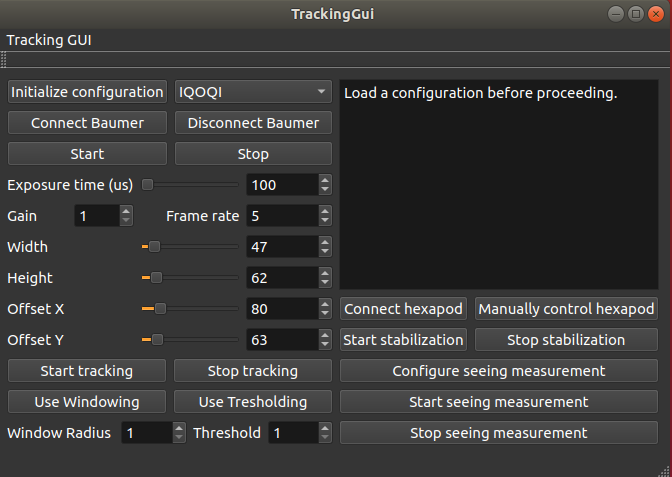 TrackingGui
Tracking GUI
Initialize configuration IQOQI
Load a configuration before proceeding.
Connect Baumer Disconnect Baumer
Start Stop
Exposure time (us) 100
Gain 1 Frame rate 5
Width 47
Height 62
Offset X 80 Connect hexapod Manually control hexapod
Offset Y 63 Start stabilization Stop stabilization
Start tracking Stop tracking Configure seeing measurement
Use Windowing Use Tresholding Start seeing measurement
Window Radius 1 Threshold 1 Stop seeing measurement